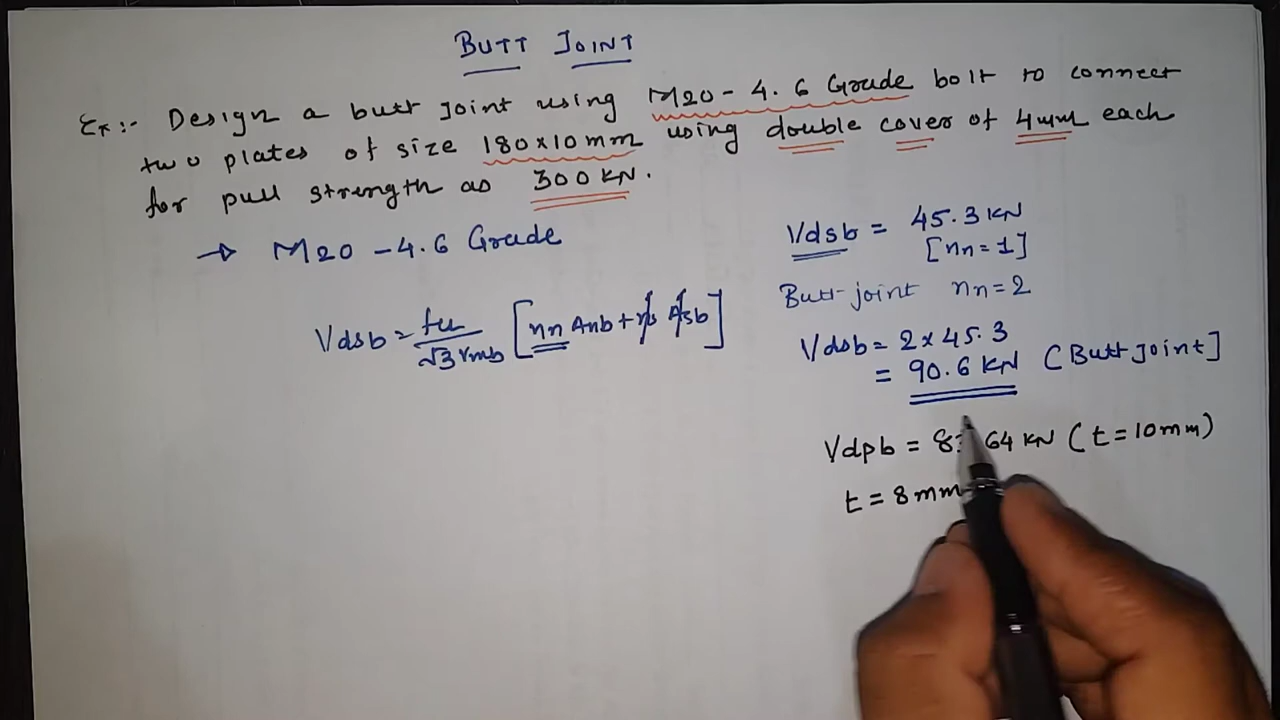 BUTT JOINT
Ex:- Design a butt joint using M20-4.6 Grade bolt to connect
two plates of size 180x10mm using double cover of 4mm each
for pull strength as 300 KN.
→ M20-4.6 Grade
Vdsb = fu / √3 γmb [nn Anb + ns Asb]
Vdsb = 45.3 KN
[nn=1]
Butt-joint nn=2
Vdsb = 2 x 45.3
= 90.6 KN (Butt Joint]
Vdpb = 64 KN (t=10mm)
t = 8mm